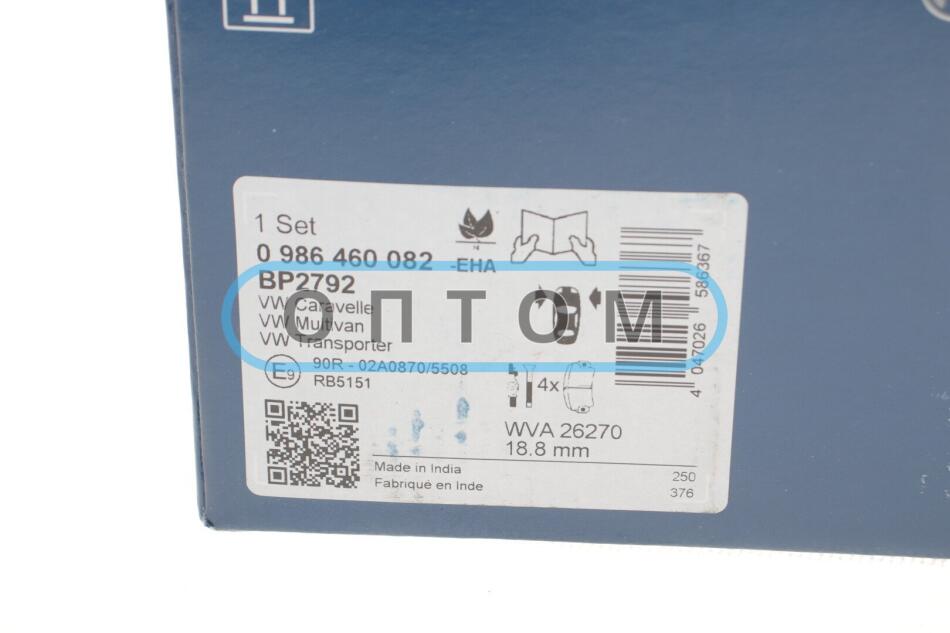 1 Set
0 986 460 082 -EHA
BP2792
VW Caravelle
VW Multivan
VW Transporter
E9 90R - 02A0870/5508
RB5151
4x
WVA 26270
18.8 mm
Made in India
Fabriqué en Inde
250
376
4 047026 586367
ОПТОМ